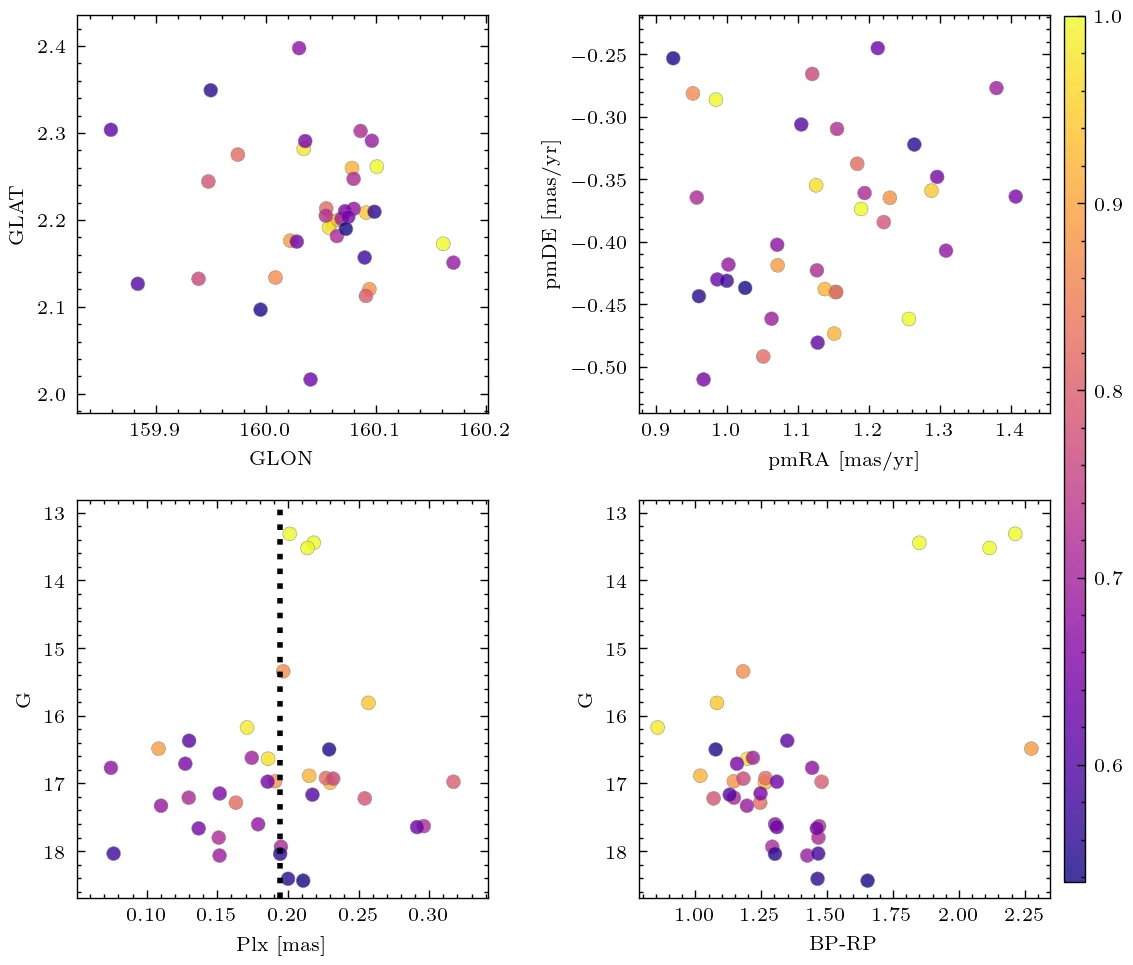 2.4
2.3
2.2
2.1
2.0
GLAT
159.9 160.0 160.1 160.2
GLON
−0.25
−0.30
−0.35
−0.40
−0.45
−0.50
pmDE [mas/yr]
0.9 1.0 1.1 1.2 1.3 1.4
pmRA [mas/yr]
1.0
0.9
0.8
0.7
0.6
13
14
15
16
17
18
G
0.10 0.15 0.20 0.25 0.30
Plx [mas]
13
14
15
16
17
18
G
1.00 1.25 1.50 1.75 2.00 2.25
BP-RP